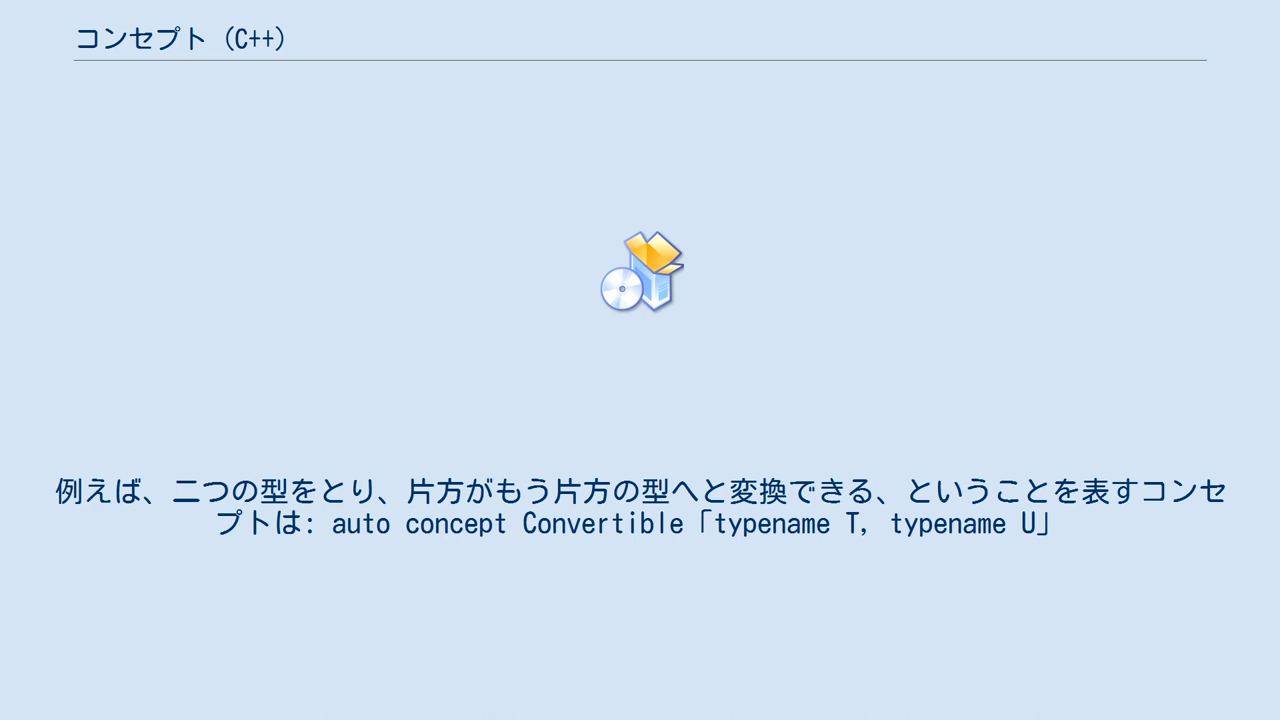 コンセプト (C++)
例えば、二つの型をとり、片方がもう片方の型へと変換できる、ということを表すコンセ
プトは: auto concept Convertible「typename T, typename U」